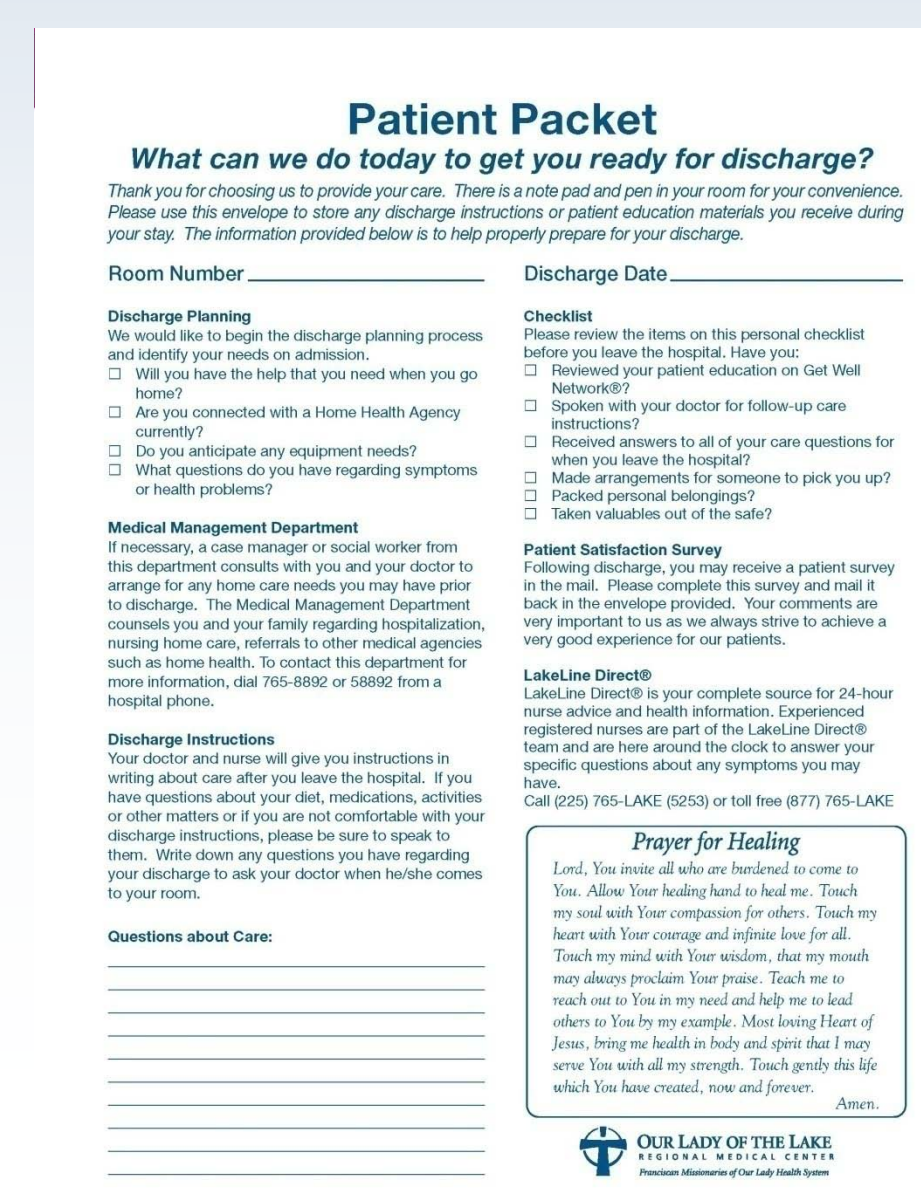 Patient Packet
What can we do today to get you ready for discharge?
Thank you for choosing us to provide your care. There is a note pad and pen in your room for your convenience.
Please use this envelope to store any discharge instructions or patient education materials you receive during
your stay. The information provided below is to help properly prepare for your discharge.
Room Number
Discharge Planning
We would like to begin the discharge planning process
and identify your needs on admission.
☐ Will you have the help that you need when you go
home?
☐ Are you connected with a Home Health Agency
currently?
☐ Do you anticipate any equipment needs?
☐ What questions do you have regarding symptoms
or health problems?
Medical Management Department
If necessary, a case manager or social worker from
this department consults with you and your doctor to
arrange for any home care needs you may have prior
to discharge. The Medical Management Department
counsels you and your family regarding hospitalization,
nursing home care, referrals to other medical agencies
such as home health. To contact this department for
more information, dial 765-8892 or 58892 from a
hospital phone.
Discharge Instructions
Your doctor and nurse will give you instructions in
writing about care after you leave the hospital. If you
have questions about your diet, medications, activities
or other matters or if you are not comfortable with your
discharge instructions, please be sure to speak to
them. Write down any questions you have regarding
your discharge to ask your doctor when he/she comes
to your room.
Questions about Care:
Discharge Date
Checklist
Please review the items on this personal checklist
before you leave the hospital. Have you:
☐ Reviewed your patient education on Get Well
Network®?
☐ Spoken with your doctor for follow-up care
instructions?
☐ Received answers to all of your care questions for
when you leave the hospital?
☐ Made arrangements for someone to pick you up?
☐ Packed personal belongings?
☐ Taken valuables out of the safe?
Patient Satisfaction Survey
Following discharge, you may receive a patient survey
in the mail. Please complete this survey and mail it
back in the envelope provided. Your comments are
very important to us as we always strive to achieve a
very good experience for our patients.
LakeLine Direct®
LakeLine Direct® is your complete source for 24-hour
nurse advice and health information. Experienced
registered nurses are part of the LakeLine Direct®
team and are here around the clock to answer your
specific questions about any symptoms you may
have.
Call (225) 765-LAKE (5253) or toll free (877) 765-LAKE
Prayer for Healing
Lord, You invite all who are burdened to come to
You. Allow Your healing hand to heal me. Touch
my soul with Your compassion for others. Touch my
heart with Your courage and infinite love for all.
Touch my mind with Your wisdom, that my mouth
may always proclaim Your praise. Teach me to
reach out to You in my need and help me to lead
others to You by my example. Most loving Heart of
Jesus, bring me health in body and spirit that I may
serve You with all my strength. Touch gently this life
which You have created, now and forever.
Amen.
OUR LADY OF THE LAKE
REGIONAL MEDICAL CENTER
Franciscan Missionaries of Our Lady Health System